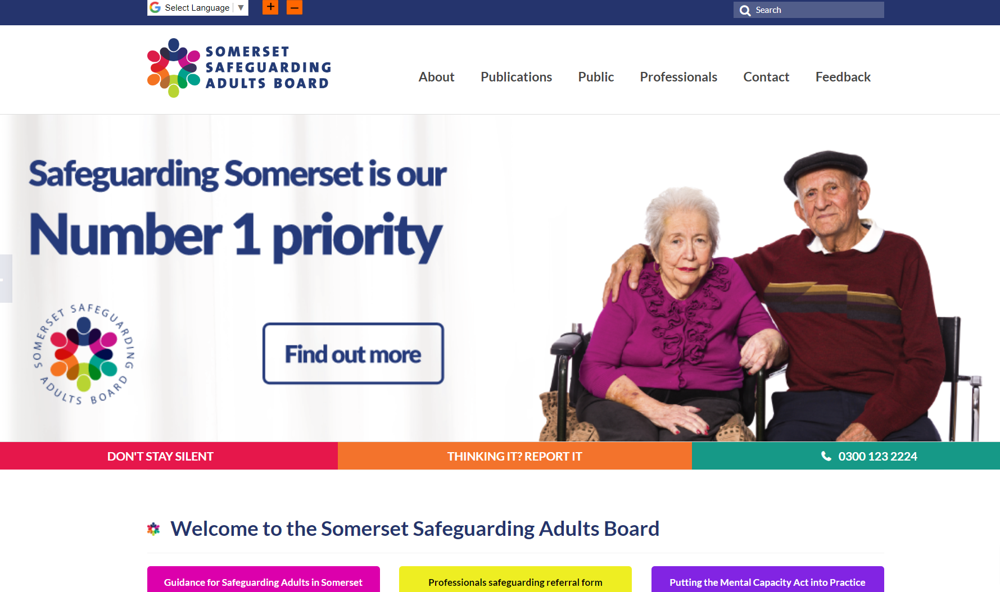 Select Language ▼
+
–
Search
SOMERSET
SAFEGUARDING
ADULTS BOARD
About
Publications
Public
Professionals
Contact
Feedback
Safeguarding Somerset is our
Number 1 priority
SOMERSET SAFEGUARDING
ADULTS BOARD
Find out more
DON'T STAY SILENT
THINKING IT? REPORT IT
0300 123 2224
Welcome to the Somerset Safeguarding Adults Board
Guidance for Safeguarding Adults in Somerset
Professionals safeguarding referral form
Putting the Mental Capacity Act into Practice